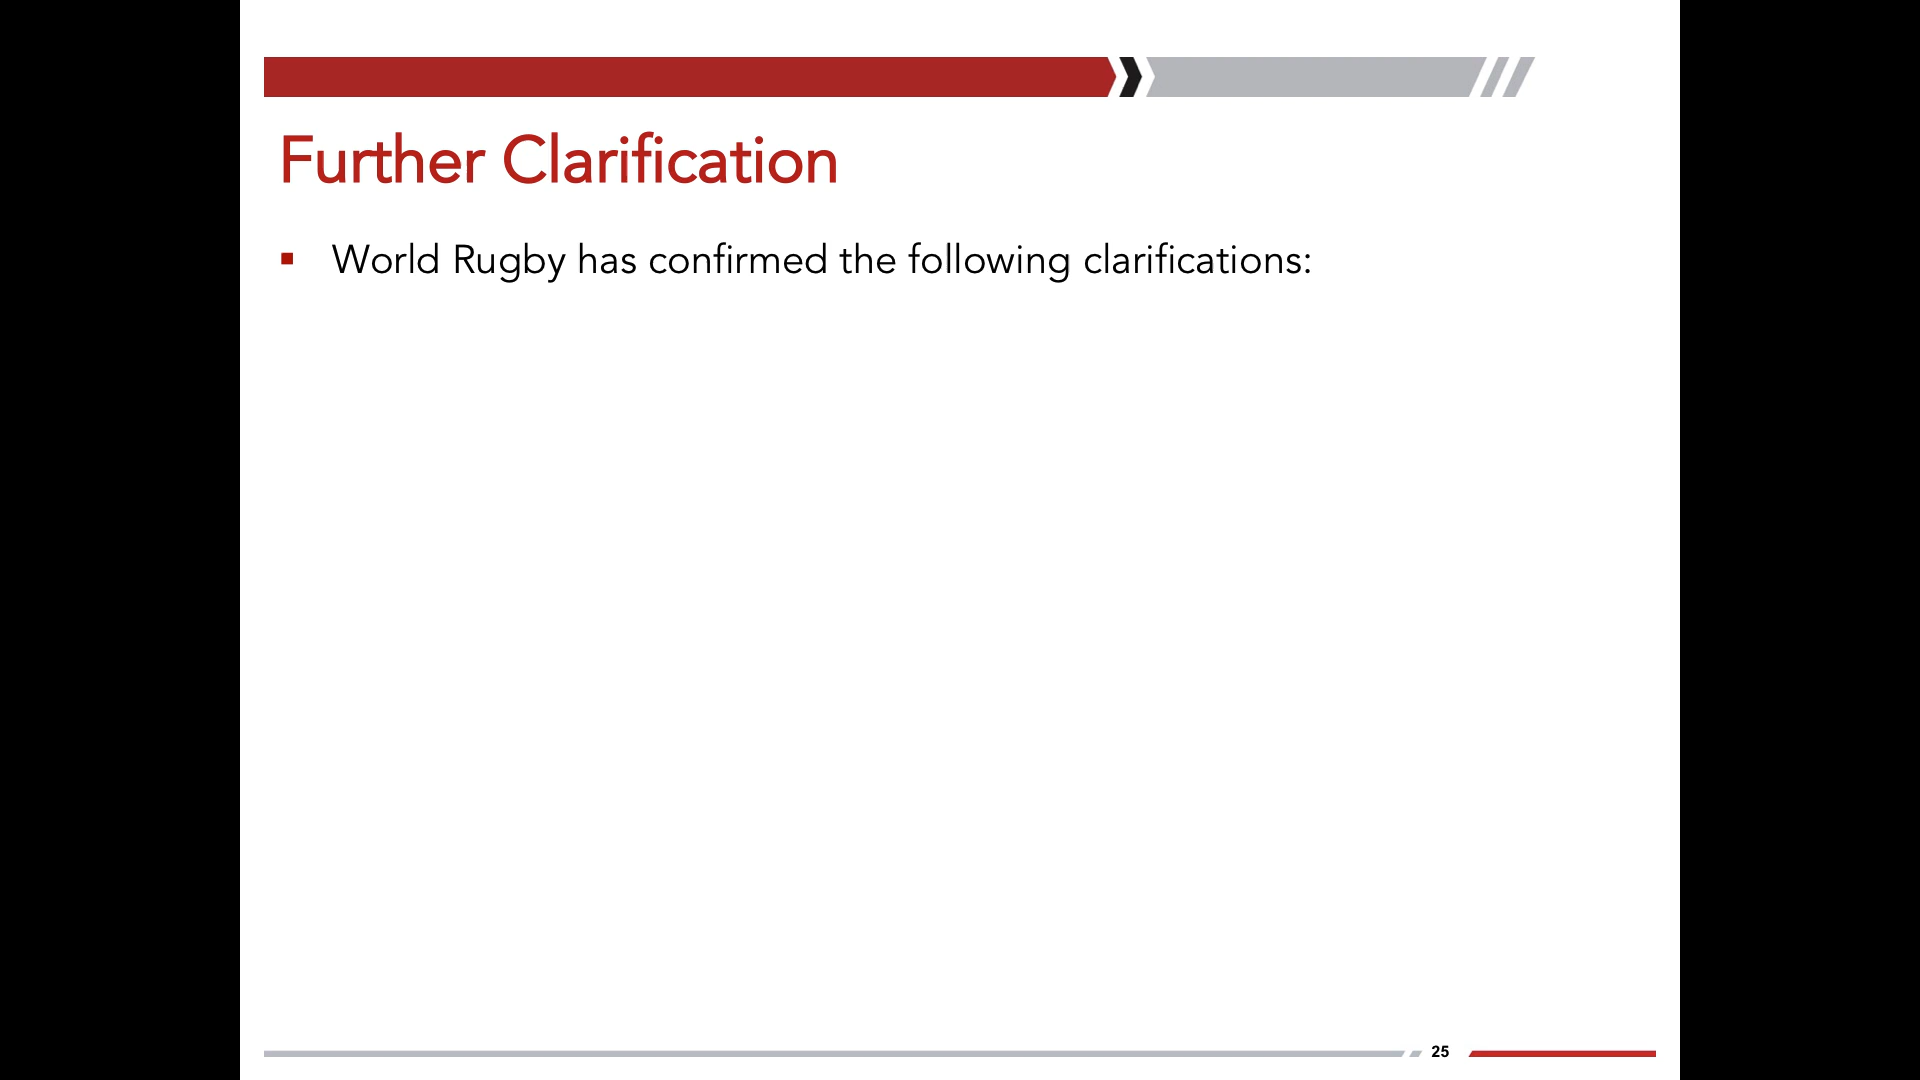 Further Clarification
▪ World Rugby has confirmed the following clarifications:
25